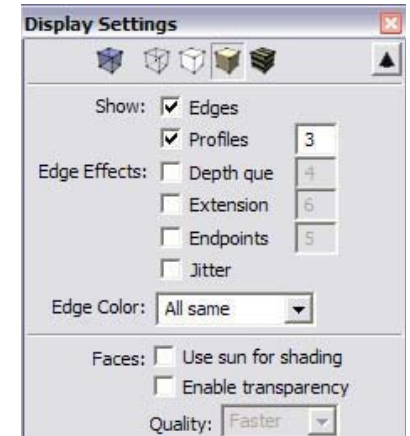 Display Settings
Show: Edges
Profiles 3
Edge Effects: Depth que 4
Extension 6
Endpoints 5
Jitter
Edge Color: All same
Faces: Use sun for shading
Enable transparency
Quality: Faster